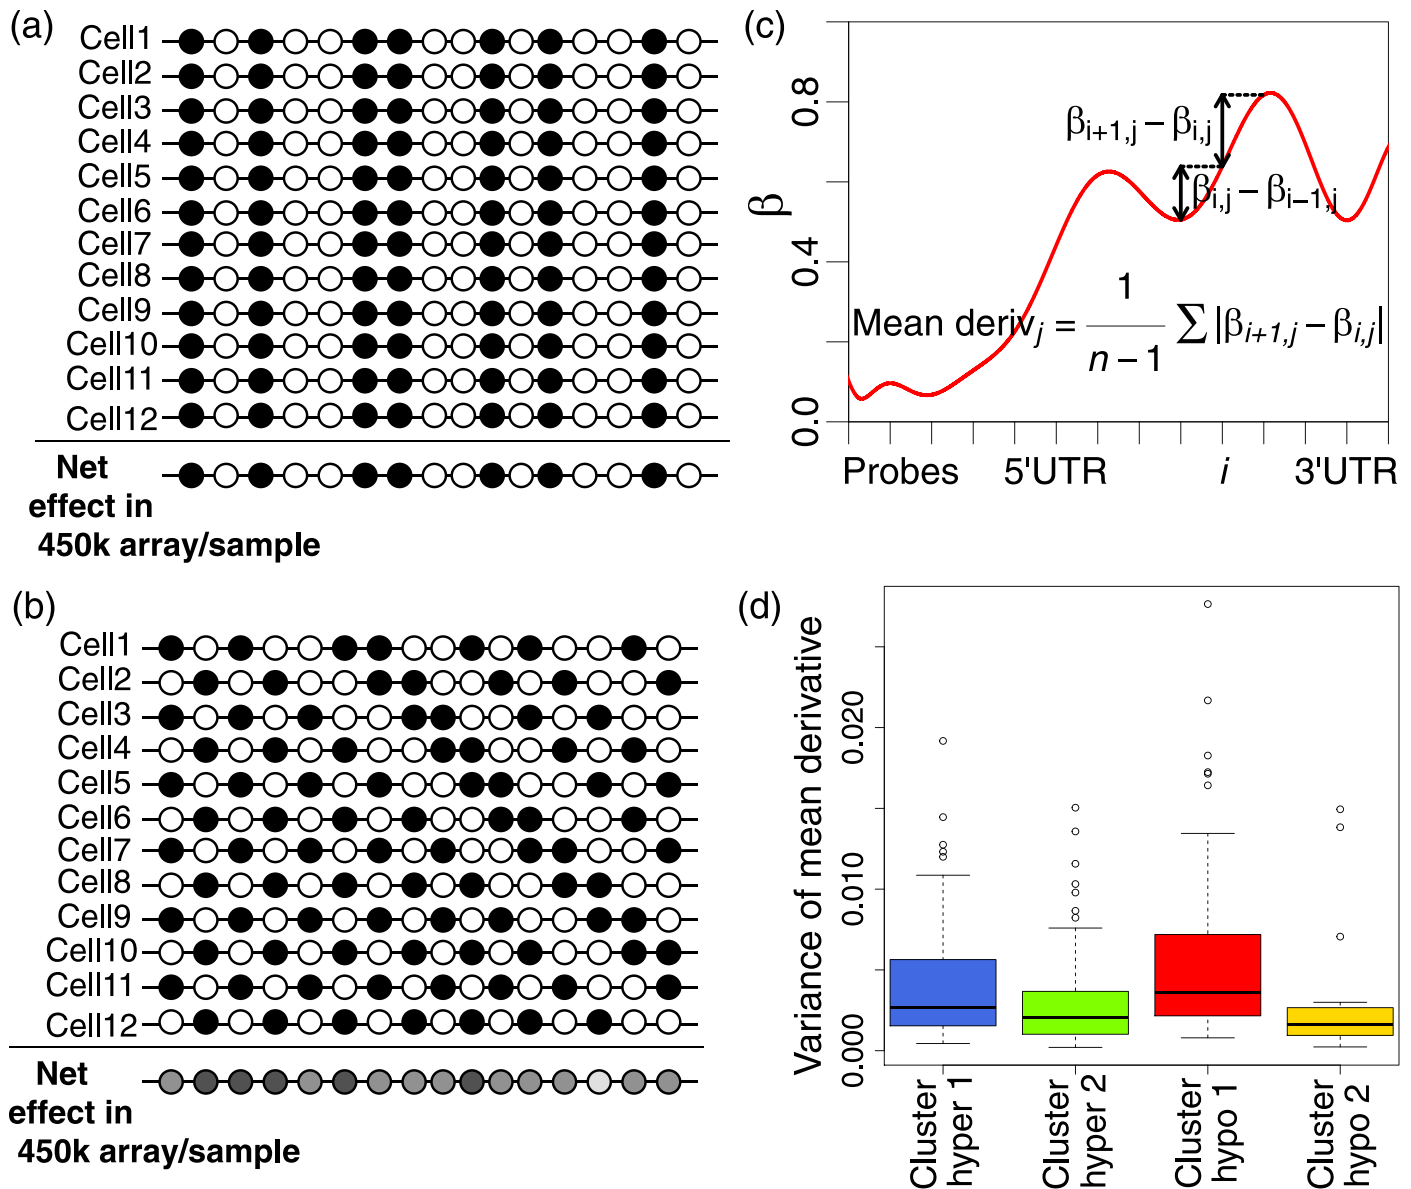 (a)
Cell1
Cell2
Cell3
Cell4
Cell5
Cell6
Cell7
Cell8
Cell9
Cell10
Cell11
Cell12
Net
effect in
450k array/sample
(b)
Cell1
Cell2
Cell3
Cell4
Cell5
Cell6
Cell7
Cell8
Cell9
Cell10
Cell11
Cell12
Net
effect in
450k array/sample
(c)
β
0.0
0.4
0.8
βi+1,j – βi,j
βi,j – βi–1,j
Mean derivj = 1/(n – 1) ∑ |βi+1,j – βi,j|
Probes 5'UTR i 3'UTR
(d)
Variance of mean derivative
0.000
0.010
0.020
Cluster
hyper 1
Cluster
hyper 2
Cluster
hypo 1
Cluster
hypo 2